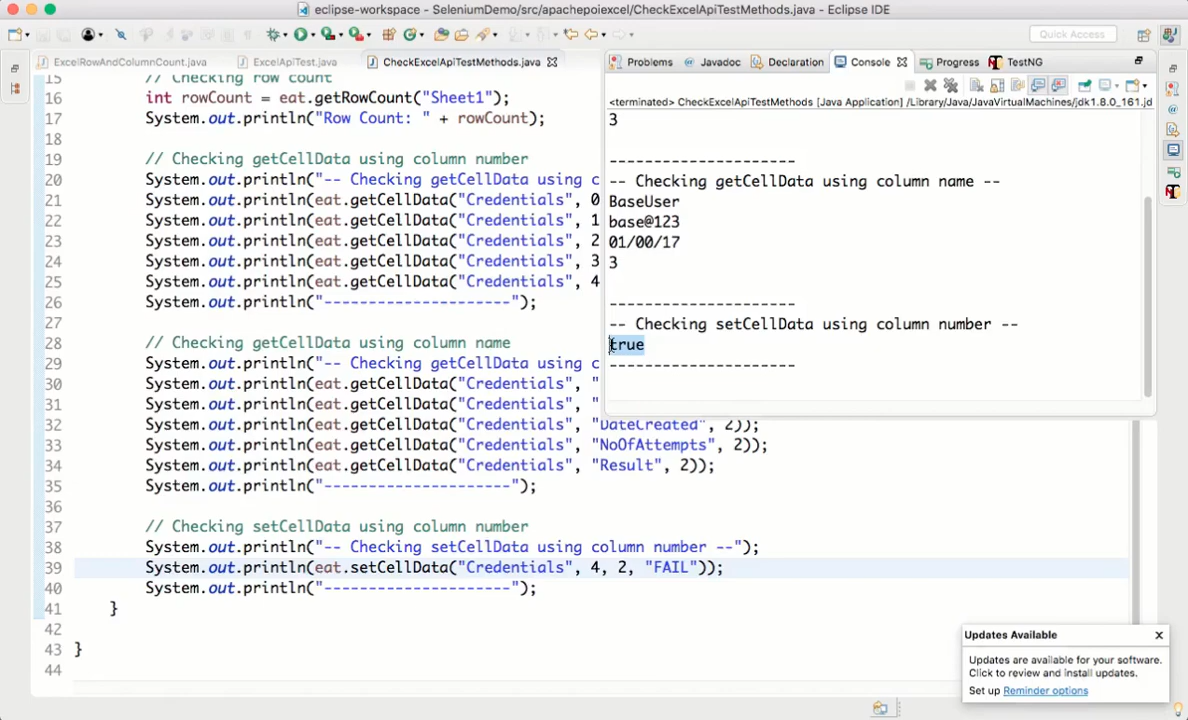 eclipse-workspace - SeleniumDemo/src/apachepoiexcel/CheckExcelApiTestMethods.java - Eclipse IDE
Quick Access
ExcelRowAndColumnCount.java
ExcelApiTest.java
CheckExcelApiTestMethods.java
Problems
Javadoc
Declaration
Console
Progress
TestNG
<terminated> CheckExcelApiTestMethods [Java Application] /Library/Java/JavaVirtualMachines/jdk1.8.0_161.jd
3
---------------------
-- Checking getCellData using column name --
BaseUser
base@123
01/00/17
3
---------------------
-- Checking setCellData using column number --
true
---------------------
15 // Checking row count
16 int rowCount = eat.getRowCount("Sheet1");
17 System.out.println("Row Count: " + rowCount);
18
19 // Checking getCellData using column number
20 System.out.println("-- Checking getCellData using c
21 System.out.println(eat.getCellData("Credentials", 0
22 System.out.println(eat.getCellData("Credentials", 1
23 System.out.println(eat.getCellData("Credentials", 2
24 System.out.println(eat.getCellData("Credentials", 3
25 System.out.println(eat.getCellData("Credentials", 4
26 System.out.println("---------------------");
27
28 // Checking getCellData using column name
29 System.out.println("-- Checking getCellData using c
30 System.out.println(eat.getCellData("Credentials", "
31 System.out.println(eat.getCellData("Credentials", "
32 System.out.println(eat.getCellData("Credentials", "DateCreated", 2));
33 System.out.println(eat.getCellData("Credentials", "NoOfAttempts", 2));
34 System.out.println(eat.getCellData("Credentials", "Result", 2));
35 System.out.println("---------------------");
36
37 // Checking setCellData using column number
38 System.out.println("-- Checking setCellData using column number --");
39 System.out.println(eat.setCellData("Credentials", 4, 2, "FAIL"));
40 System.out.println("---------------------");
41 }
42
43 }
44
Updates Available
Updates are available for your software.
Click to review and install updates.
Set up Reminder options